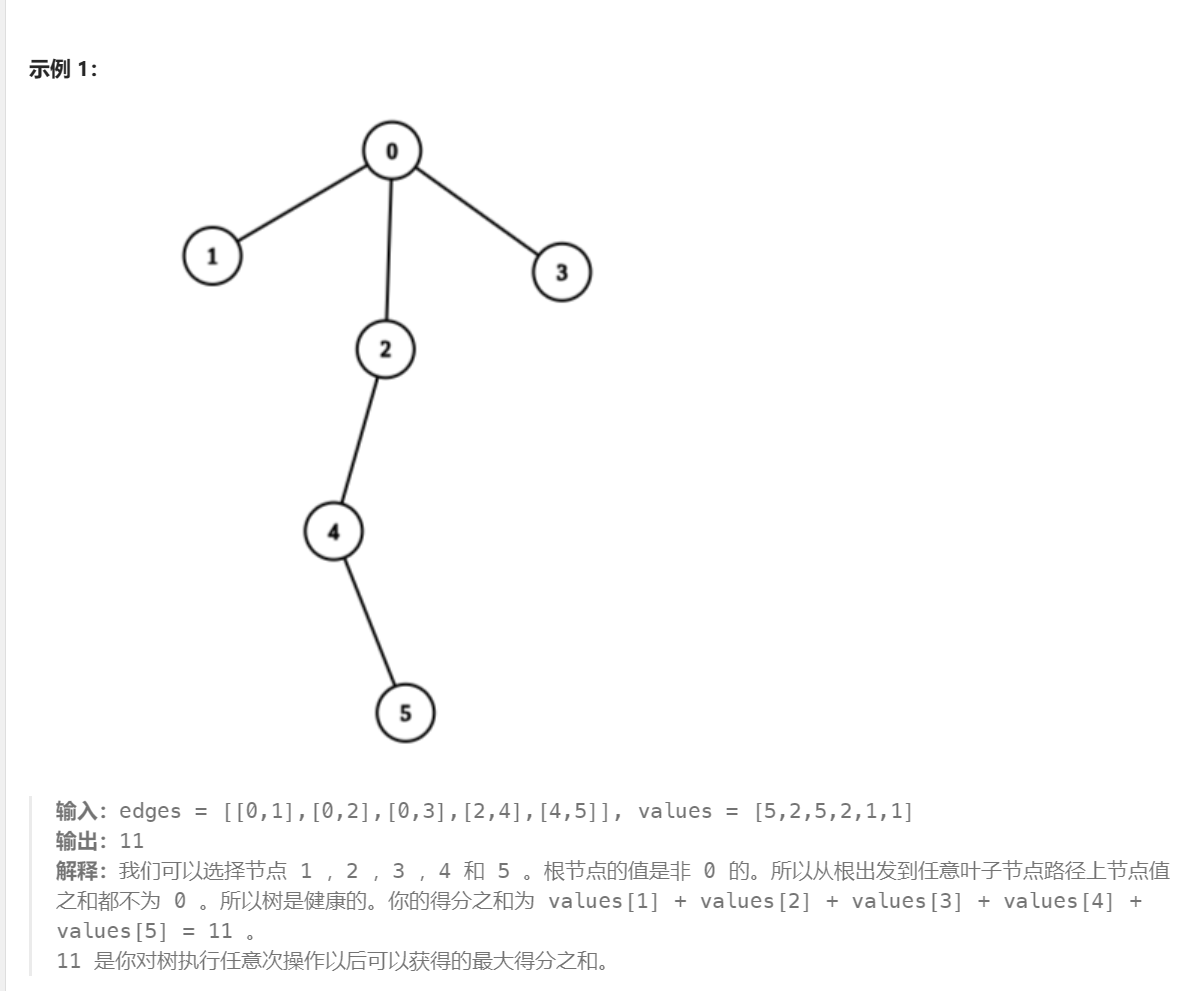 示例 1：
0
1
3
2
4
5
输入：edges = [[0,1],[0,2],[0,3],[2,4],[4,5]], values = [5,2,5,2,1,1]
输出：11
解释：我们可以选择节点 1 ，2 ，3 ，4 和 5 。根节点的值是非 0 的。所以从根出发到任意叶子节点路径上节点值
之和都不为 0 。所以树是健康的。你的得分之和为 values[1] + values[2] + values[3] + values[4] +
values[5] = 11 。
11 是你对树执行任意次操作以后可以获得的最大得分之和。